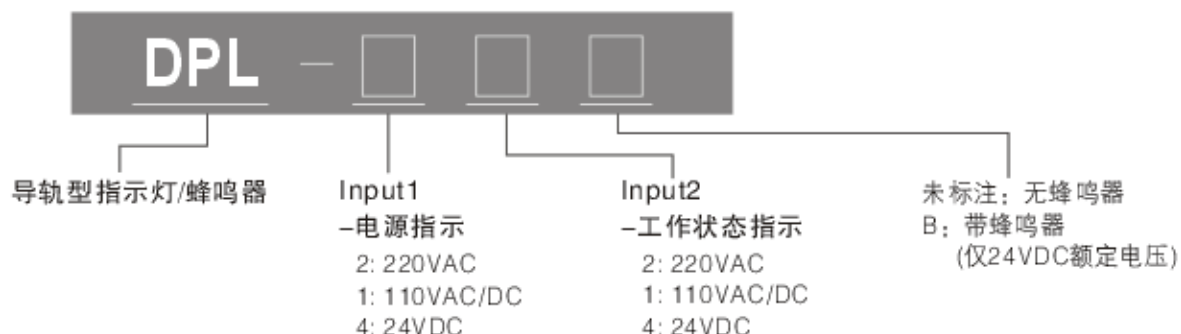 DPL – □ □ □
导轨型指示灯/蜂鸣器
Input1
–电源指示
2: 220VAC
1: 110VAC/DC
4: 24VDC
Input2
–工作状态指示
2: 220VAC
1: 110VAC/DC
4: 24VDC
未标注：无蜂鸣器
B：带蜂鸣器
(仅24VDC额定电压)